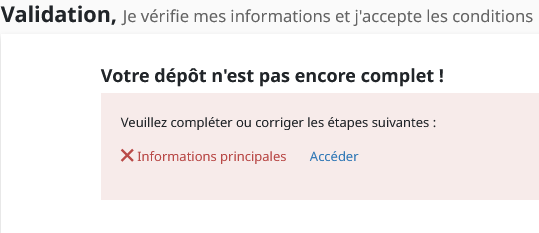 Validation, Je vérifie mes informations et j'accepte les conditions
Votre dépôt n'est pas encore complet !
Veuillez compléter ou corriger les étapes suivantes :
Informations principales Accéder